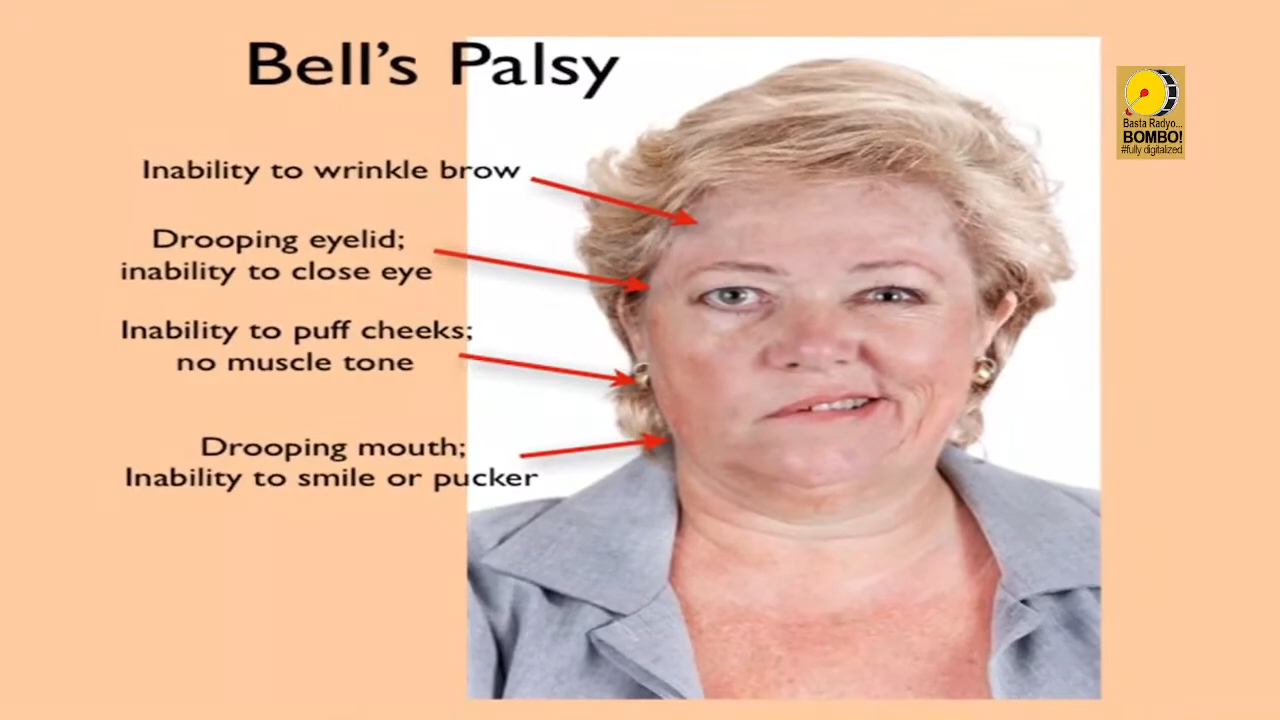 Bell's Palsy
Inability to wrinkle brow
Drooping eyelid;
inability to close eye
Inability to puff cheeks;
no muscle tone
Drooping mouth;
Inability to smile or pucker
Basta Radyo...
BOMBO!
#fully digitalized